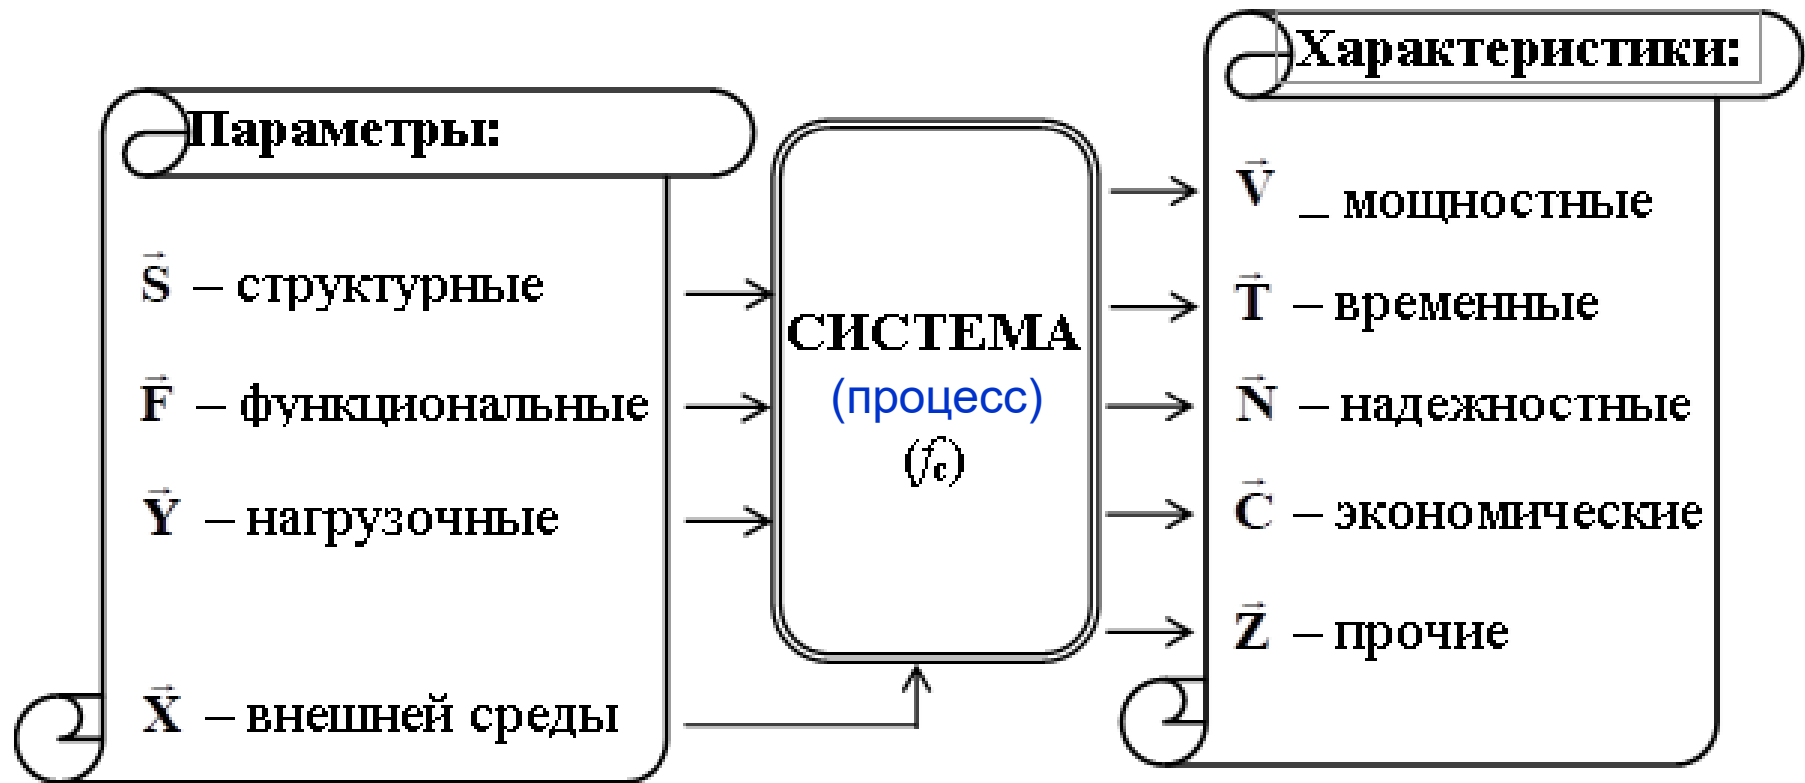 Параметры:
S⃗ – структурные
F⃗ – функциональные
Y⃗ – нагрузочные
X⃗ – внешней среды
СИСТЕМА
(процесс)
(fc)
Характеристики:
V⃗ – мощностные
T⃗ – временные
N⃗ – надежностные
C⃗ – экономические
Z⃗ – прочие